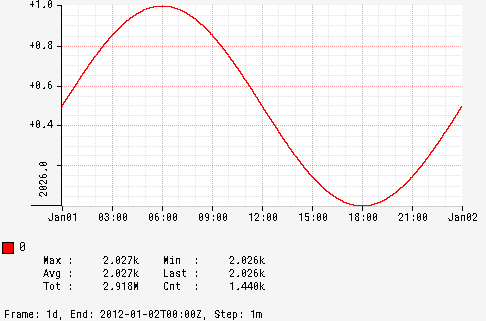 +1.0
+0.8
+0.6
+0.4
2026.0
Jan01 03:00 06:00 09:00 12:00 15:00 18:00 21:00 Jan02
0
Max : 2.027k Min : 2.026k
Avg : 2.027k Last : 2.026k
Tot : 2.918M Cnt : 1.440k
Frame: 1d, End: 2012-01-02T00:00Z, Step: 1m